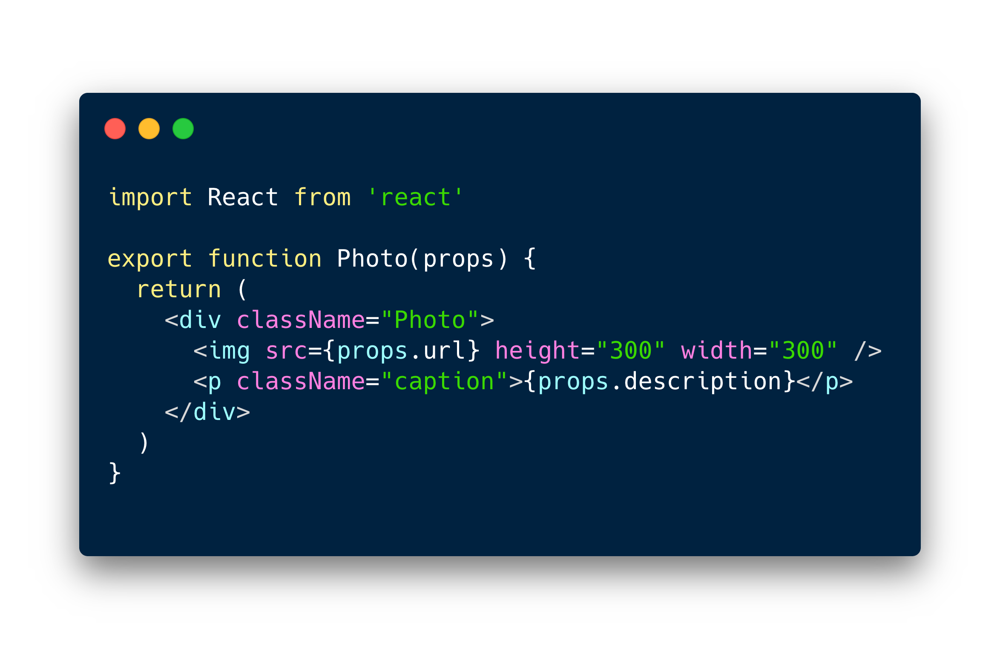 import React from 'react'

export function Photo(props) {
  return (
    <div className="Photo">
      <img src={props.url} height="300" width="300" />
      <p className="caption">{props.description}</p>
    </div>
  )
}